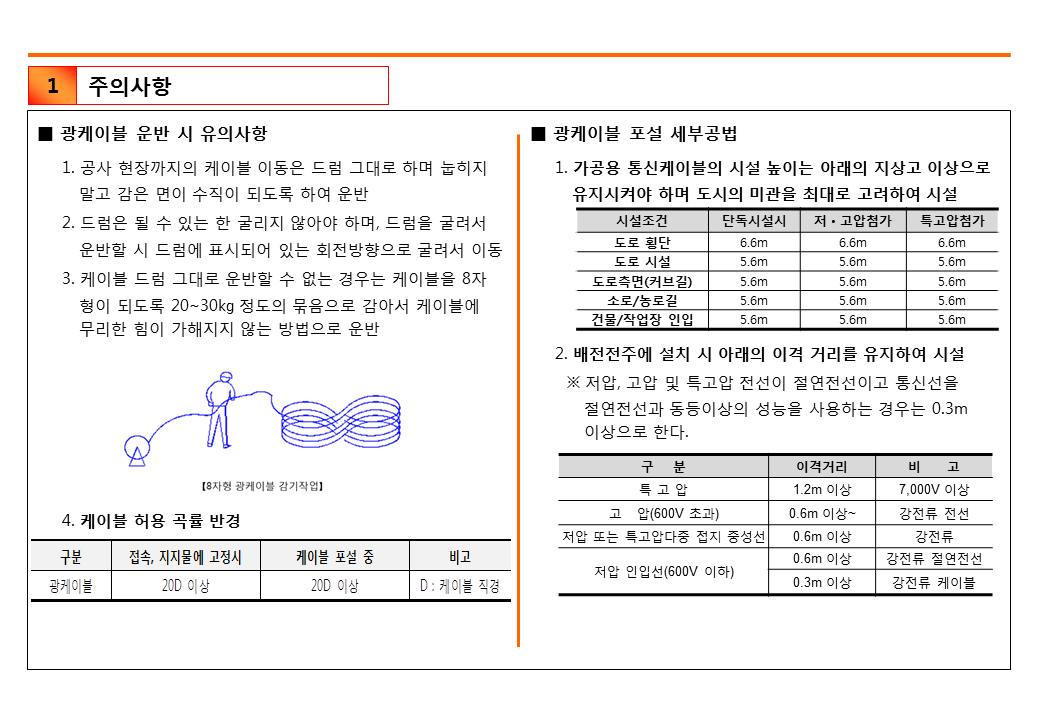 1 주의사항
■ 광케이블 운반 시 유의사항
1. 공사 현장까지의 케이블 이동은 드럼 그대로 하며 눕히지
말고 감은 면이 수직이 되도록 하여 운반
2. 드럼은 될 수 있는 한 굴리지 않아야 하며, 드럼을 굴려서
운반할 시 드럼에 표시되어 있는 회전방향으로 굴려서 이동
3. 케이블 드럼 그대로 운반할 수 없는 경우는 케이블을 8자
형이 되도록 20~30kg 정도의 묶음으로 감아서 케이블에
무리한 힘이 가해지지 않는 방법으로 운반
【8자형 광케이블 감기작업】
4. 케이블 허용 곡률 반경
구분 접속, 지지물에 고정시 케이블 포설 중 비고
광케이블 20D 이상 20D 이상 D : 케이블 직경
■ 광케이블 포설 세부공법
1. 가공용 통신케이블의 시설 높이는 아래의 지상고 이상으로
유지시켜야 하며 도시의 미관을 최대로 고려하여 시설
시설조건 단독시설시 저·고압첨가 특고압첨가
도로 횡단 6.6m 6.6m 6.6m
도로 시설 5.6m 5.6m 5.6m
도로측면(커브길) 5.6m 5.6m 5.6m
소로/농로길 5.6m 5.6m 5.6m
건물/작업장 인입 5.6m 5.6m 5.6m
2. 배전전주에 설치 시 아래의 이격 거리를 유지하여 시설
※ 저압, 고압 및 특고압 전선이 절연전선이고 통신선을
절연전선과 동등이상의 성능을 사용하는 경우는 0.3m
이상으로 한다.
구 분 이격거리 비 고
특 고 압 1.2m 이상 7,000V 이상
고 압(600V 초과) 0.6m 이상~ 강전류 전선
저압 또는 특고압다중 접지 중성선 0.6m 이상 강전류
저압 인입선(600V 이하) 0.6m 이상 강전류 절연전선
0.3m 이상 강전류 케이블